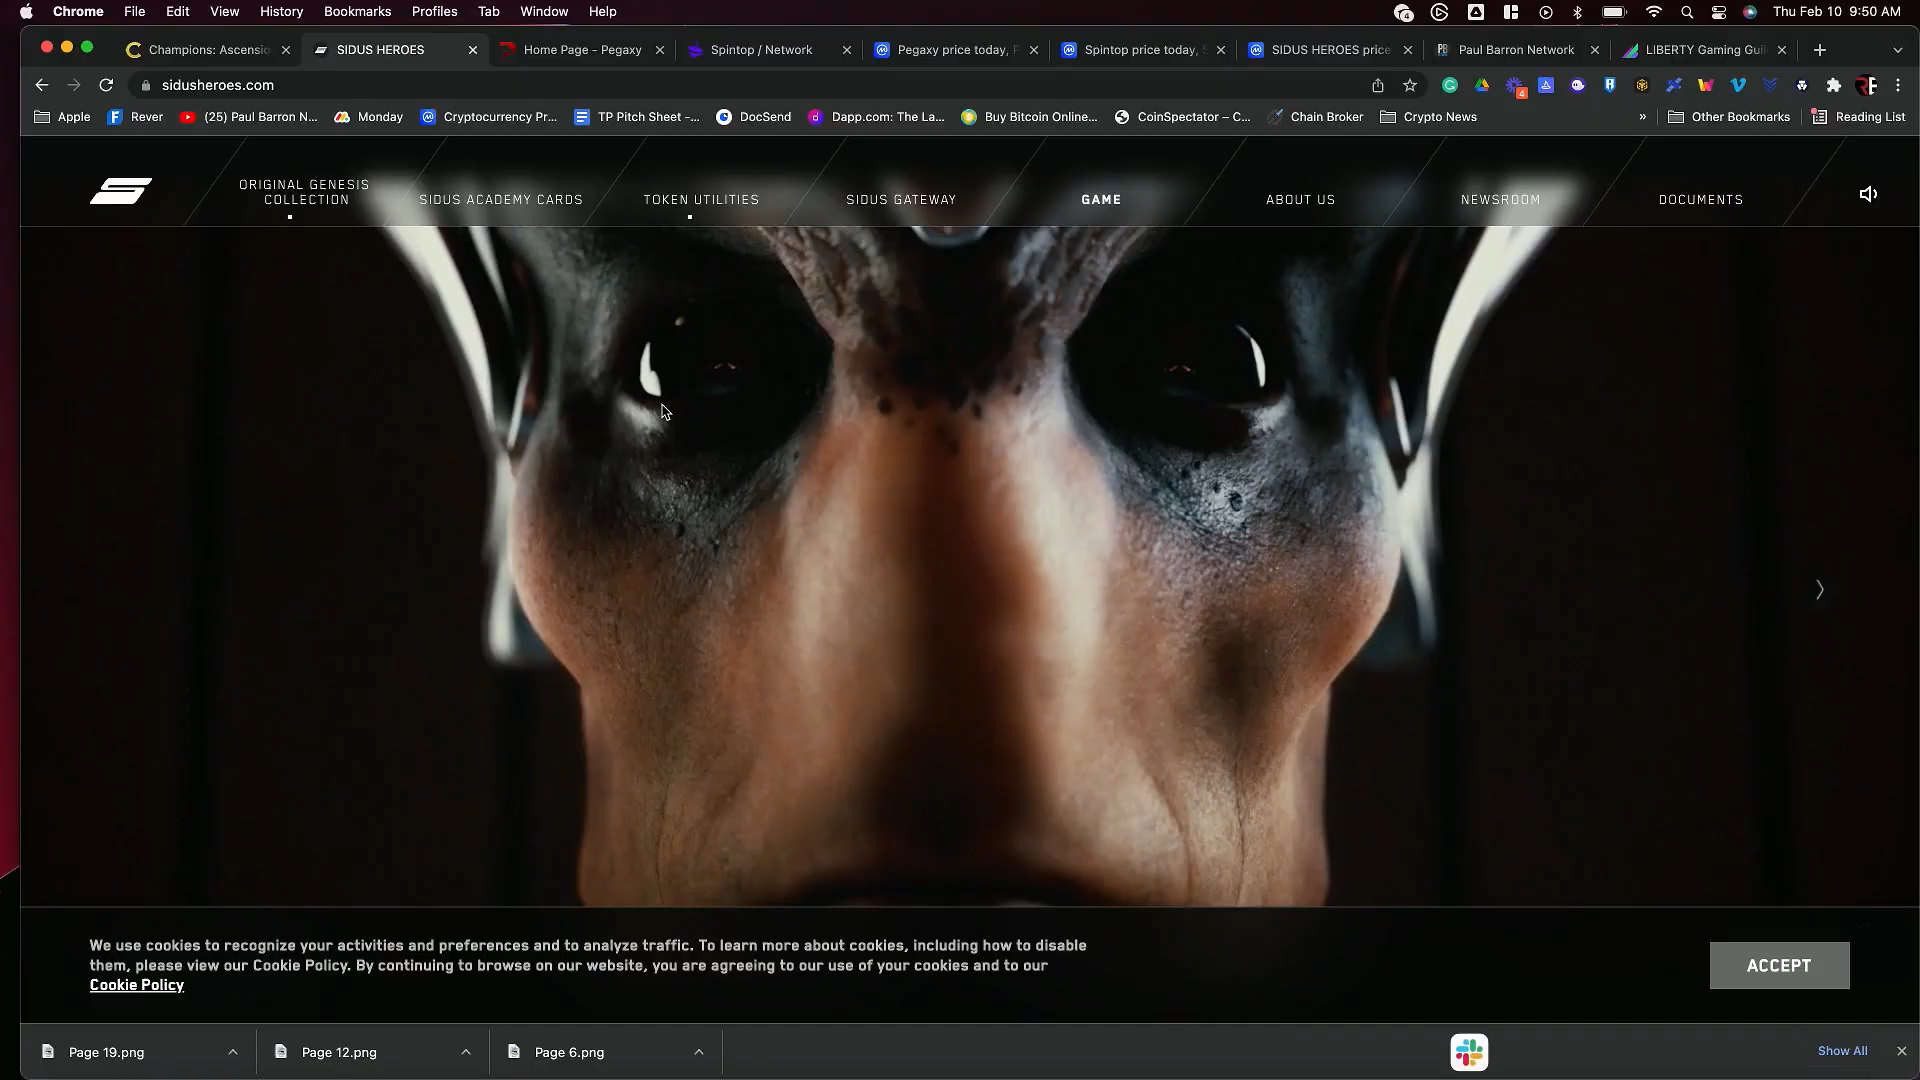 Chrome File Edit View History Bookmarks Profiles Tab Window Help 4 Thu Feb 10 9:50 AM
Champions: Ascensio SIDUS HEROES Home Page - Pegaxy Spintop / Network Pegaxy price today, P Spintop price today, SIDUS HEROES price Paul Barron Network LIBERTY Gaming Guil
sidusheroes.com 4
Apple Rever (25) Paul Barron N... Monday Cryptocurrency Pr... TP Pitch Sheet -... DocSend Dapp.com: The La... Buy Bitcoin Online... CoinSpectator – C... Chain Broker Crypto News » Other Bookmarks Reading List
ORIGINAL GENESIS
COLLECTION SIDUS ACADEMY CARDS TOKEN UTILITIES SIDUS GATEWAY GAME ABOUT US NEWSROOM DOCUMENTS
We use cookies to recognize your activities and preferences and to analyze traffic. To learn more about cookies, including how to disable
them, please view our Cookie Policy. By continuing to browse on our website, you are agreeing to our use of your cookies and to our
Cookie Policy
ACCEPT
Page 19.png Page 12.png Page 6.png Show All